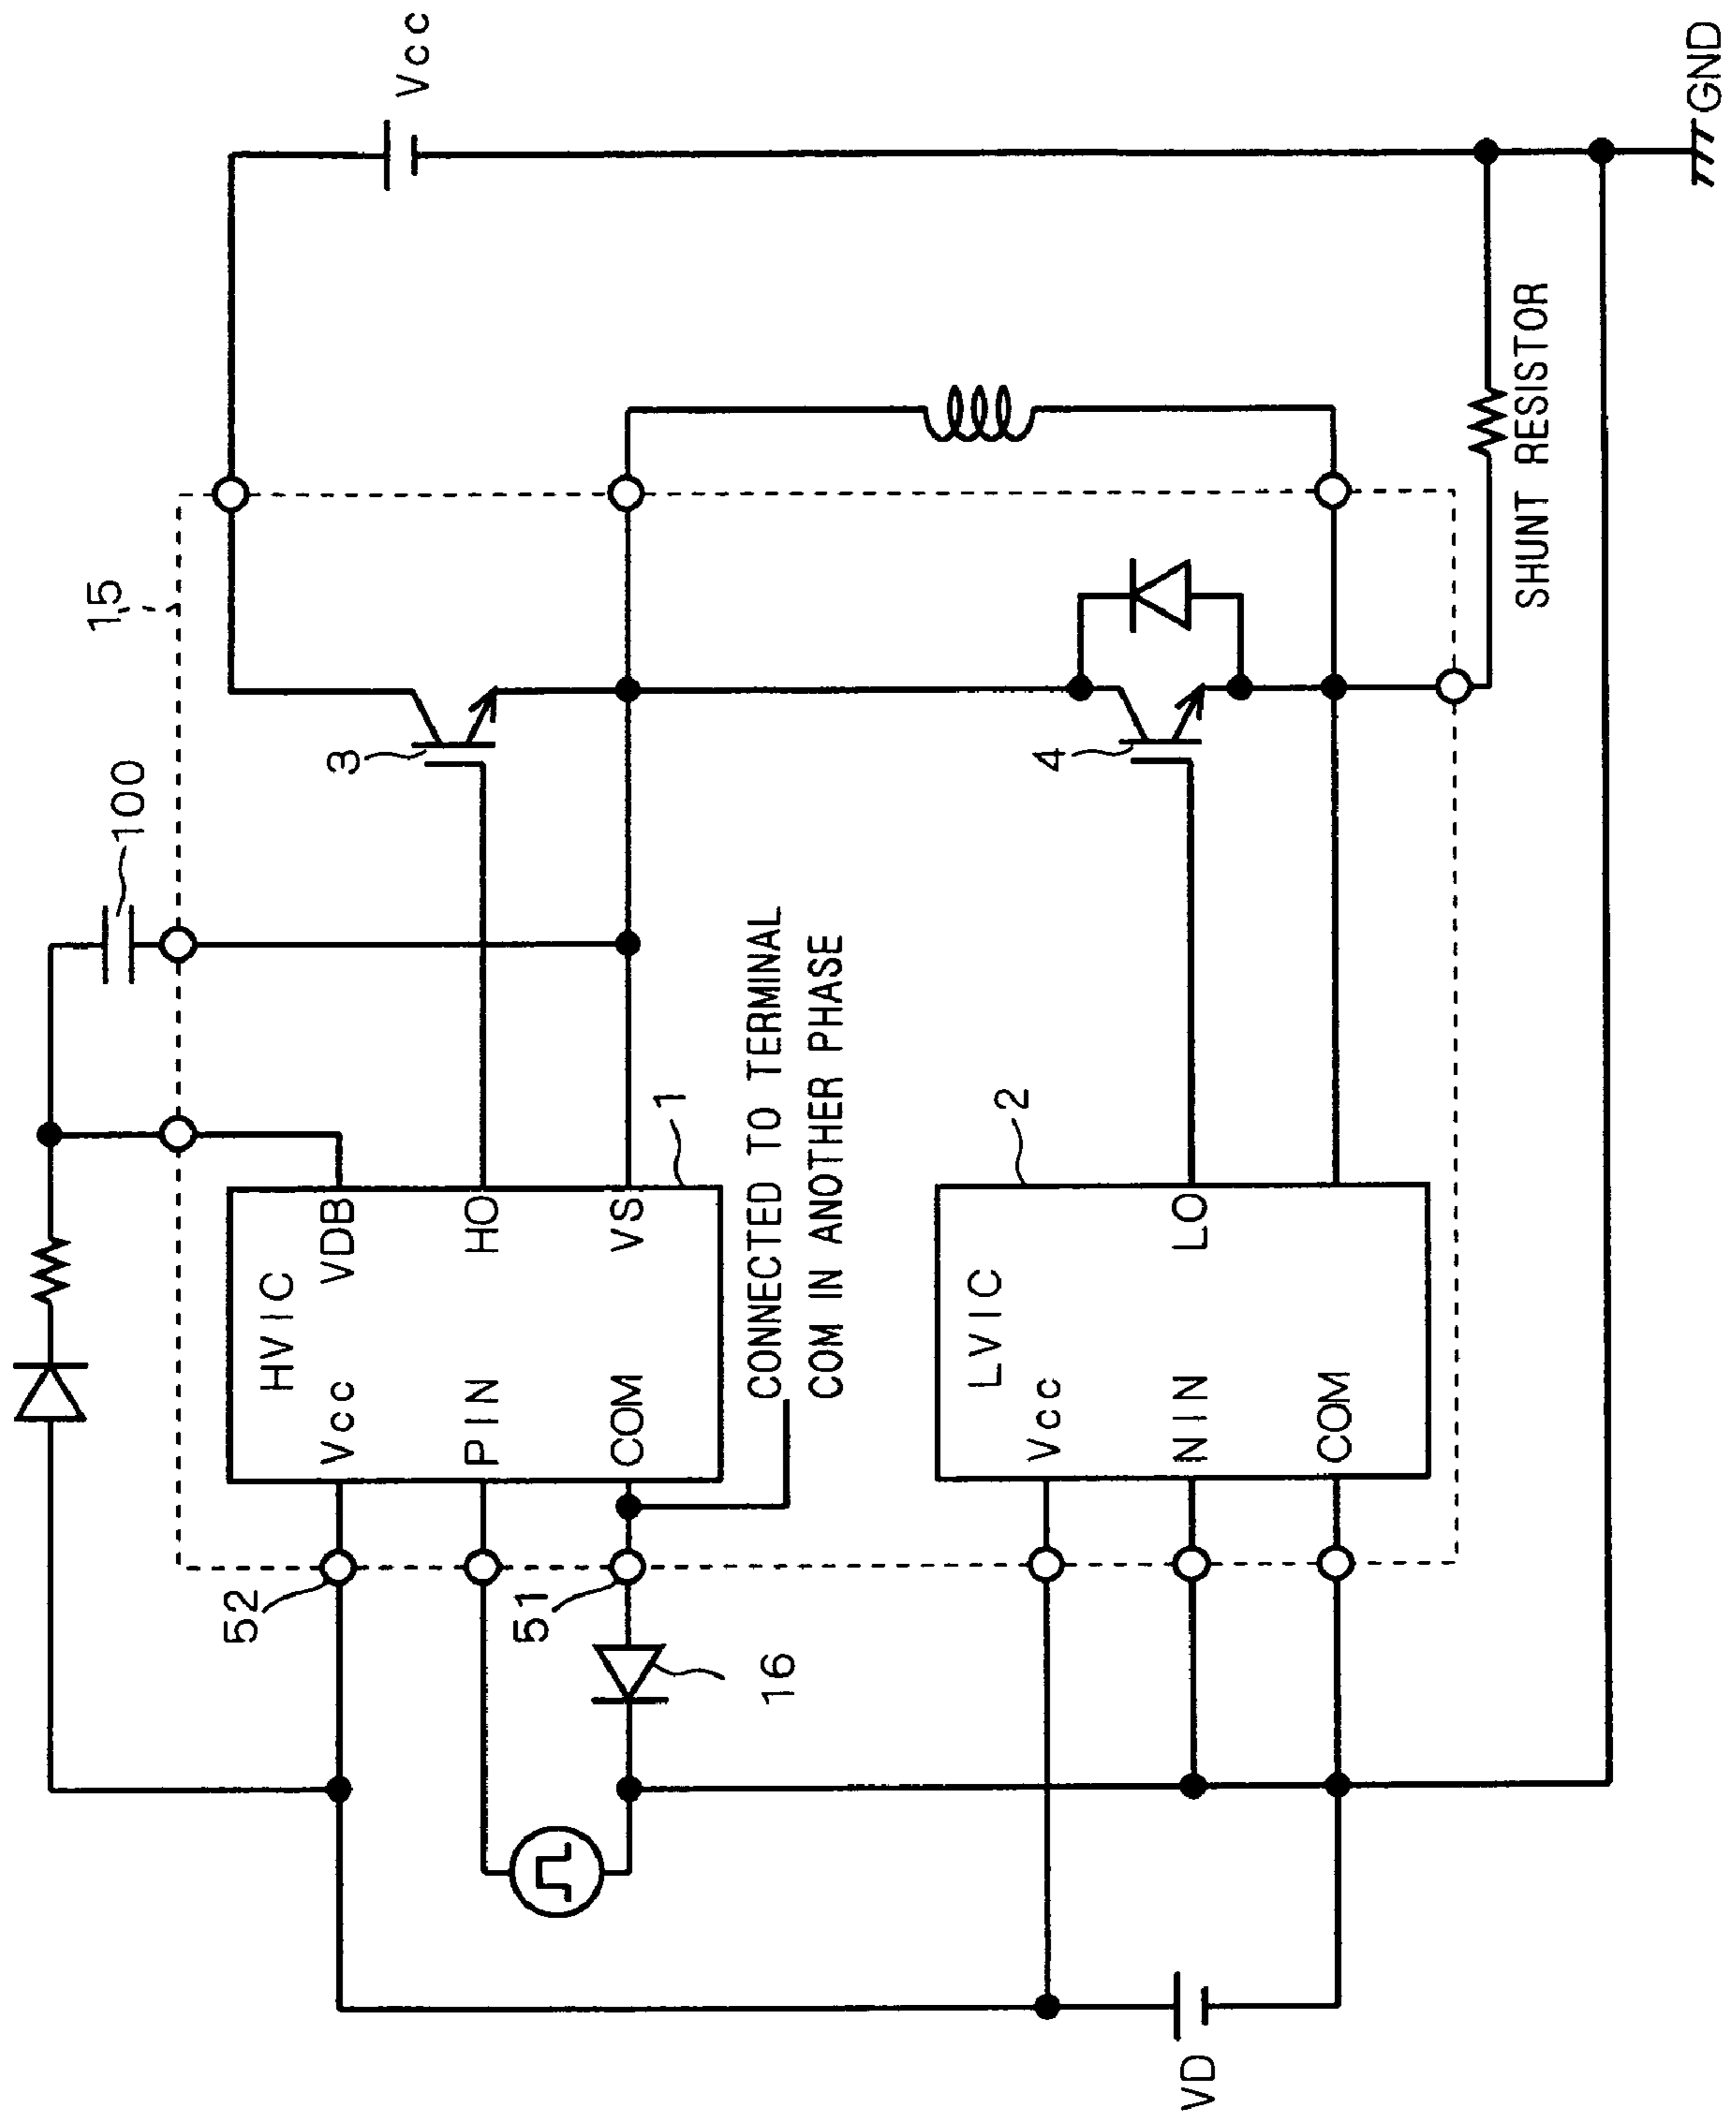 15
100
Vcc
52
HVIC
Vcc
VDB
PIN
HO
COM
VS
1
3
51
16
CONNECTED TO TERMINAL
COM IN ANOTHER PHASE
VD
2
LVIC
Vcc
NIN
LO
COM
4
SHUNT RESISTOR
GND